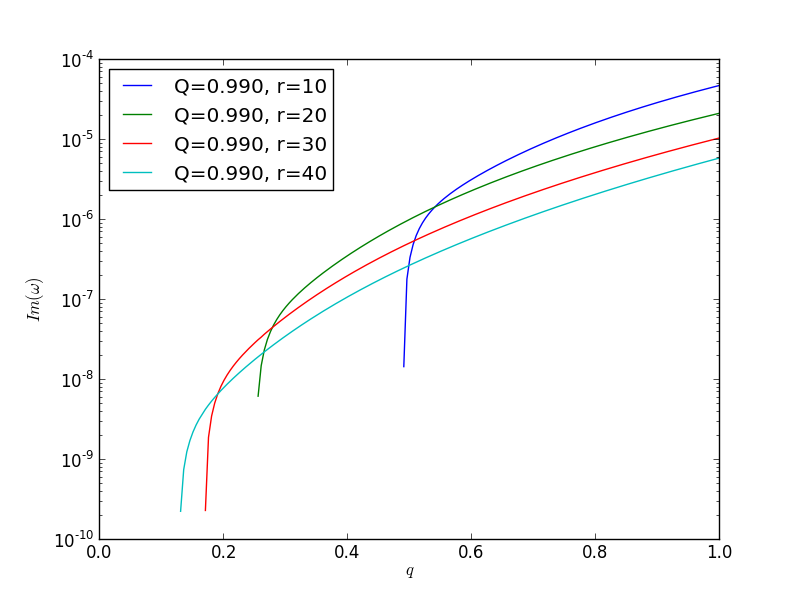 10^-4
10^-5
10^-6
10^-7
10^-8
10^-9
10^-10
Im(ω)
Q=0.990, r=10
Q=0.990, r=20
Q=0.990, r=30
Q=0.990, r=40
0.0 0.2 0.4 0.6 0.8 1.0
q